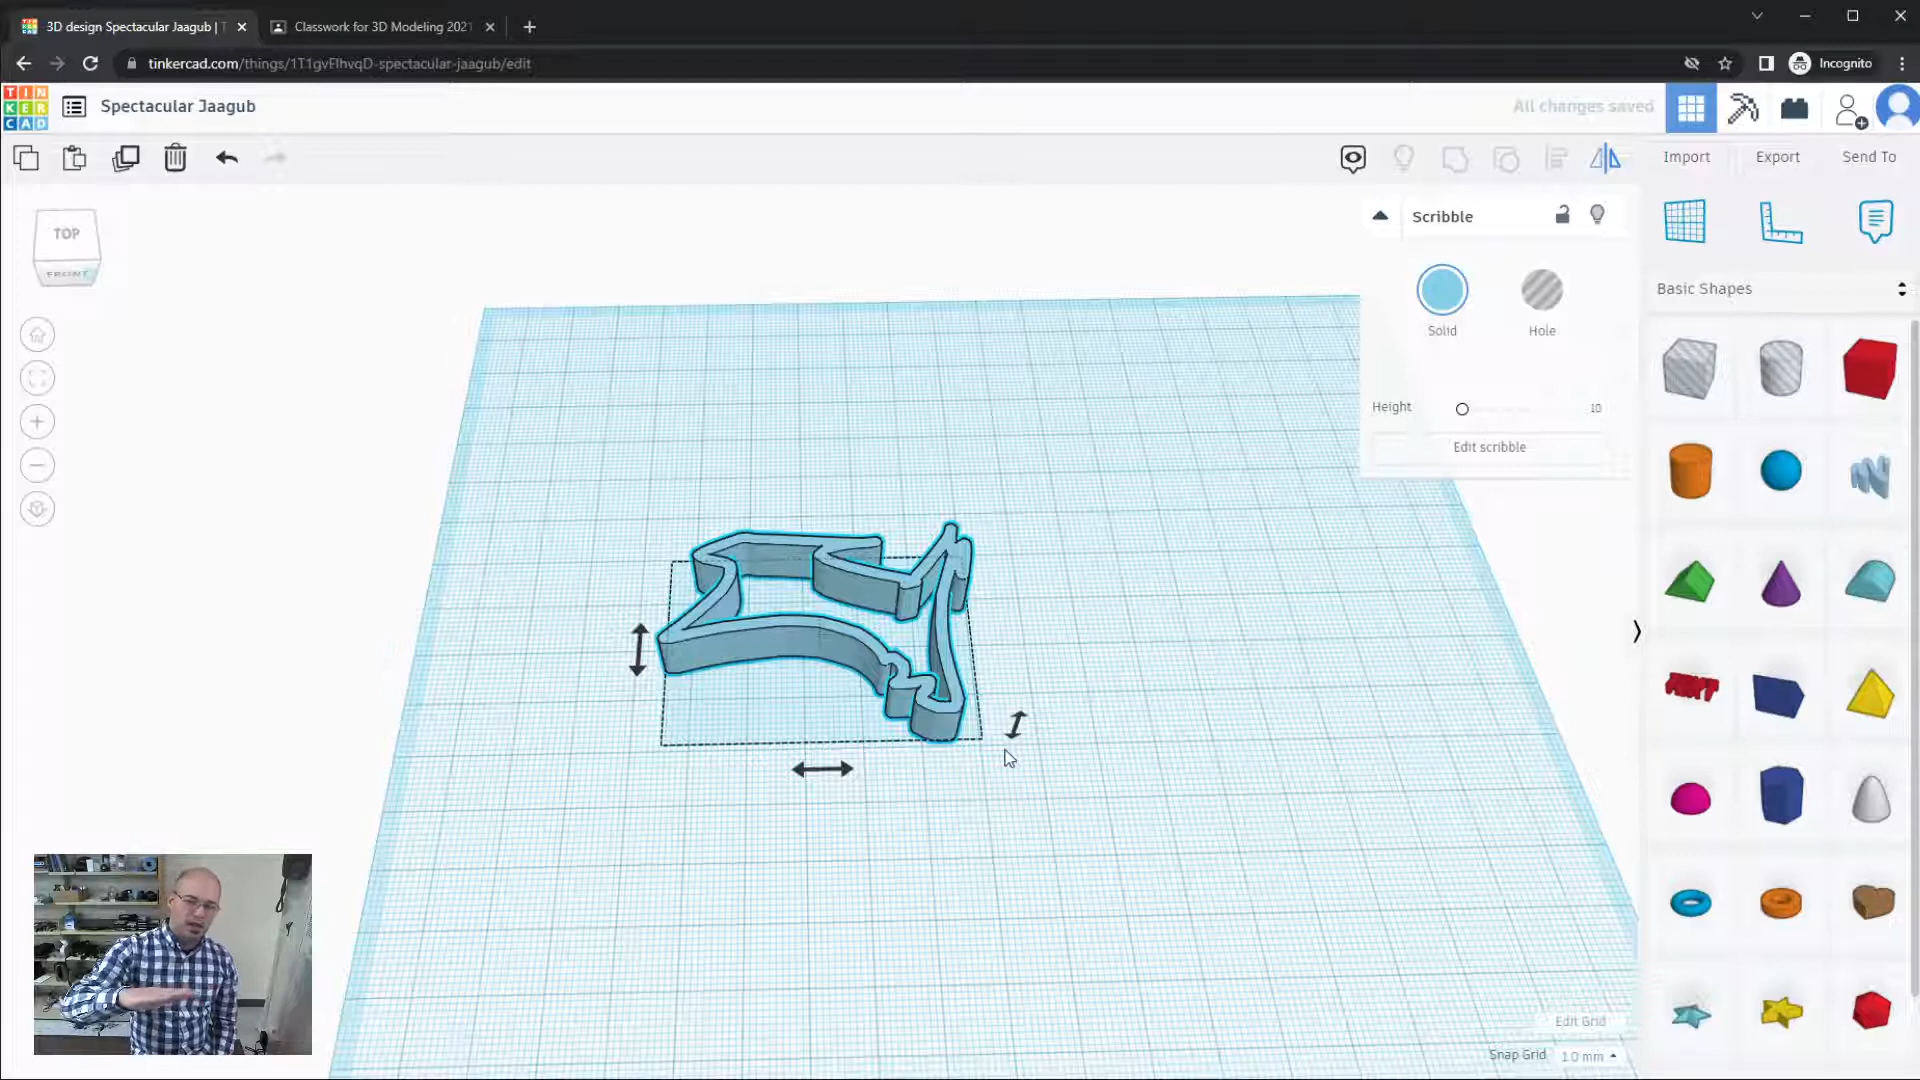 3D design Spectacular Jaagub |
Classwork for 3D Modeling 2021
tinkercad.com/things/1T1gvFlhvqD-spectacular-jaagub/edit
Incognito
TIN
KER
CAD
Spectacular Jaagub
All changes saved
Import
Export
Send To
TOP
FRONT
Scribble
Solid
Hole
Height
10
Edit scribble
Basic Shapes
TEXT
Edit Grid
Snap Grid
1.0 mm